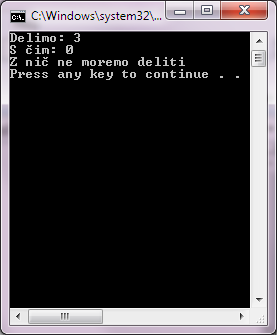 C:\Windows\system32\...
Delimo: 3
S čim: 0
Z nič ne moremo deliti
Press any key to continue . .